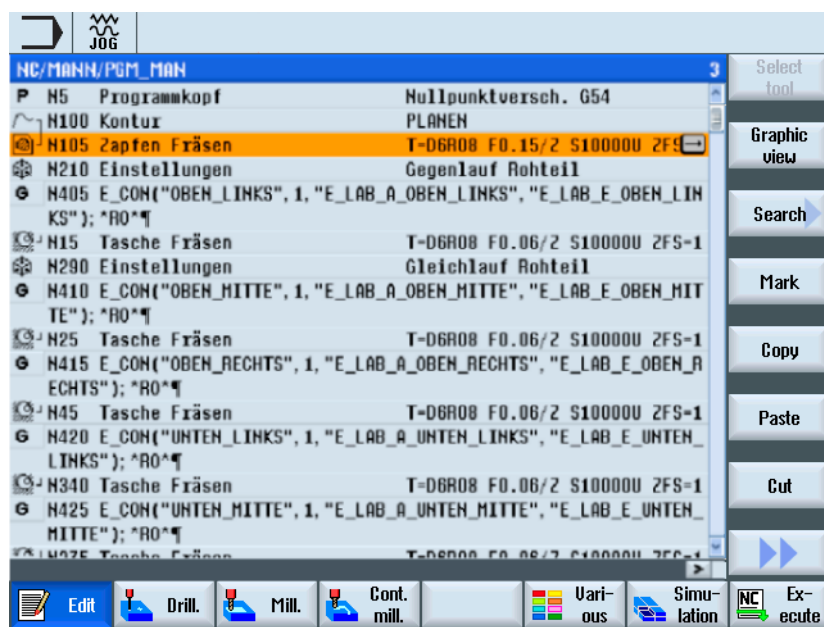 JOG
NC/MANN/PGM_MAN 3
P N5 Programmkopf Nullpunktversch. G54
N100 Kontur PLANEN
N105 Zapfen Fräsen T=D6R08 F0.15/Z S10000U ZFS
N210 Einstellungen Gegenlauf Rohteil
G N405 E_CON("OBEN_LINKS",1,"E_LAB_A_OBEN_LINKS","E_LAB_E_OBEN_LIN
KS"); *RO*¶
N15 Tasche Fräsen T=D6R08 F0.06/Z S10000U ZFS=1
N290 Einstellungen Gleichlauf Rohteil
G N410 E_CON("OBEN_MITTE",1,"E_LAB_A_OBEN_MITTE","E_LAB_E_OBEN_MIT
TE"); *RO*¶
N25 Tasche Fräsen T=D6R08 F0.06/Z S10000U ZFS=1
G N415 E_CON("OBEN_RECHTS",1,"E_LAB_A_OBEN_RECHTS","E_LAB_E_OBEN_R
ECHTS"); *RO*¶
N45 Tasche Fräsen T=D6R08 F0.06/Z S10000U ZFS=1
G N420 E_CON("UNTEN_LINKS",1,"E_LAB_A_UNTEN_LINKS","E_LAB_E_UNTEN_
LINKS"); *RO*¶
N340 Tasche Fräsen T=D6R08 F0.06/Z S10000U ZFS=1
G N425 E_CON("UNTEN_MITTE",1,"E_LAB_A_UNTEN_MITTE","E_LAB_E_UNTEN_
MITTE"); *RO*¶
Tasche Fräsen
Select
tool
Graphic
view
Search
Mark
Copy
Paste
Cut
Edit
Drill.
Mill.
Cont.
mill.
Vari-
ous
Simu-
lation
NC Ex-
ecute